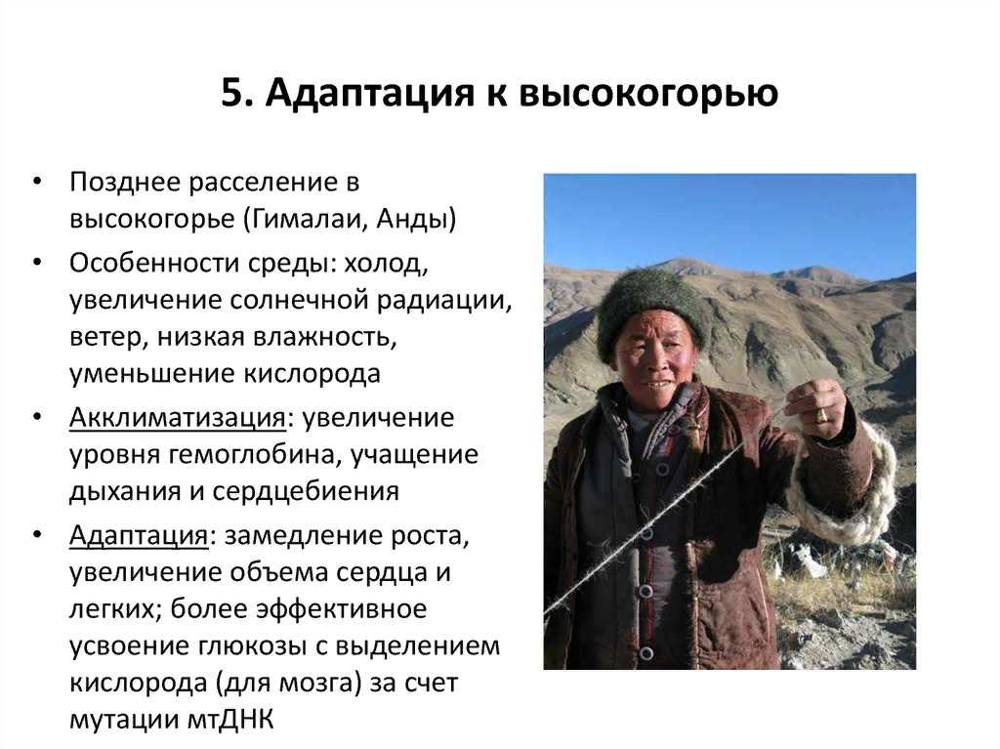 5. Адаптация к высокогорью
• Позднее расселение в
высокогорье (Гималаи, Анды)
• Особенности среды: холод,
увеличение солнечной радиации,
ветер, низкая влажность,
уменьшение кислорода
• Акклиматизация: увеличение
уровня гемоглобина, учащение
дыхания и сердцебиения
• Адаптация: замедление роста,
увеличение объема сердца и
легких; более эффективное
усвоение глюкозы с выделением
кислорода (для мозга) за счет
мутации мтДНК